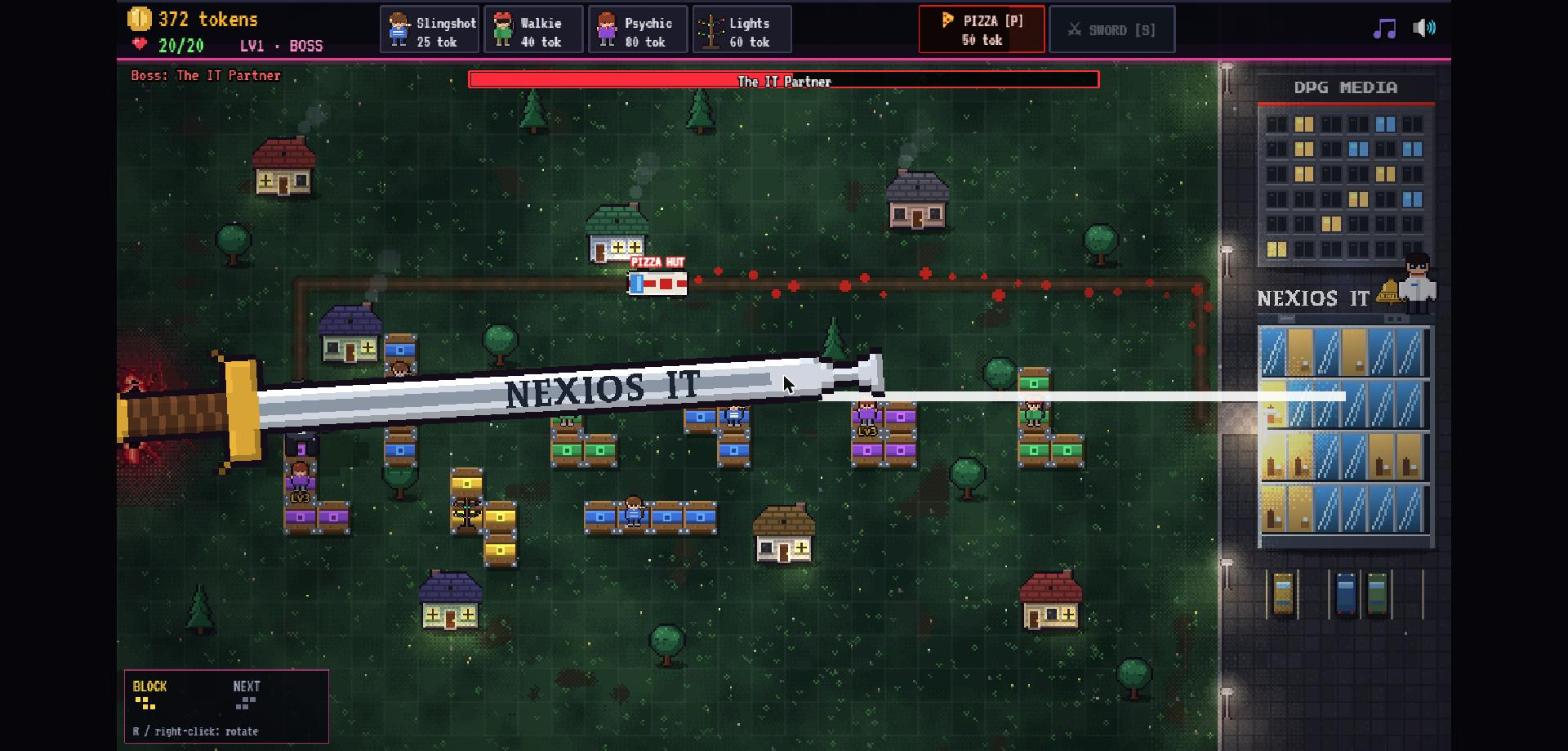 372 tokens
20/20 LV1 · BOSS
Slingshot
25 tok
Walkie
40 tok
Psychic
80 tok
Lights
60 tok
PIZZA [P]
50 tok
SWORD [S]
Boss: The IT Partner
The IT Partner
DPG MEDIA
PIZZA HUT
NEXIOS IT
NEXIOS IT
LV3
LV3
BLOCK NEXT
R / right-click: rotate